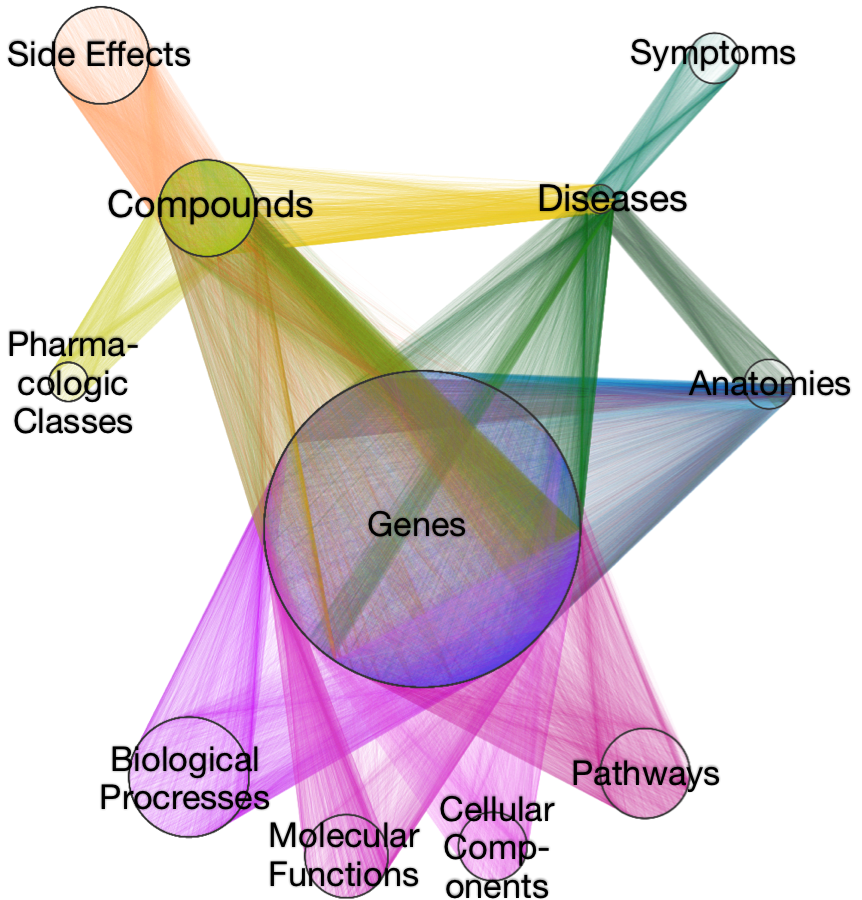 Side Effects
Symptoms
Compounds
Diseases
Pharma-
cologic
Classes
Anatomies
Genes
Biological
Procresses
Pathways
Molecular
Functions
Cellular
Comp-
onents